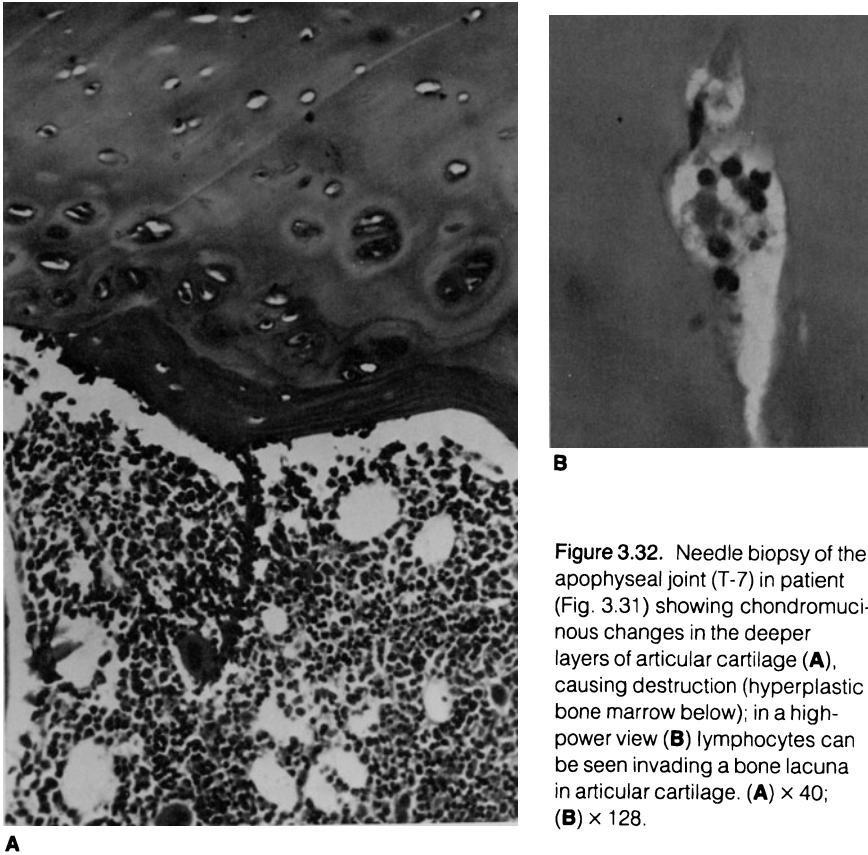 A
B
Figure 3.32. Needle biopsy of the
apophyseal joint (T-7) in patient
(Fig. 3.31) showing chondromuci-
nous changes in the deeper
layers of articular cartilage (A),
causing destruction (hyperplastic
bone marrow below); in a high-
power view (B) lymphocytes can
be seen invading a bone lacuna
in articular cartilage. (A) × 40;
(B) × 128.